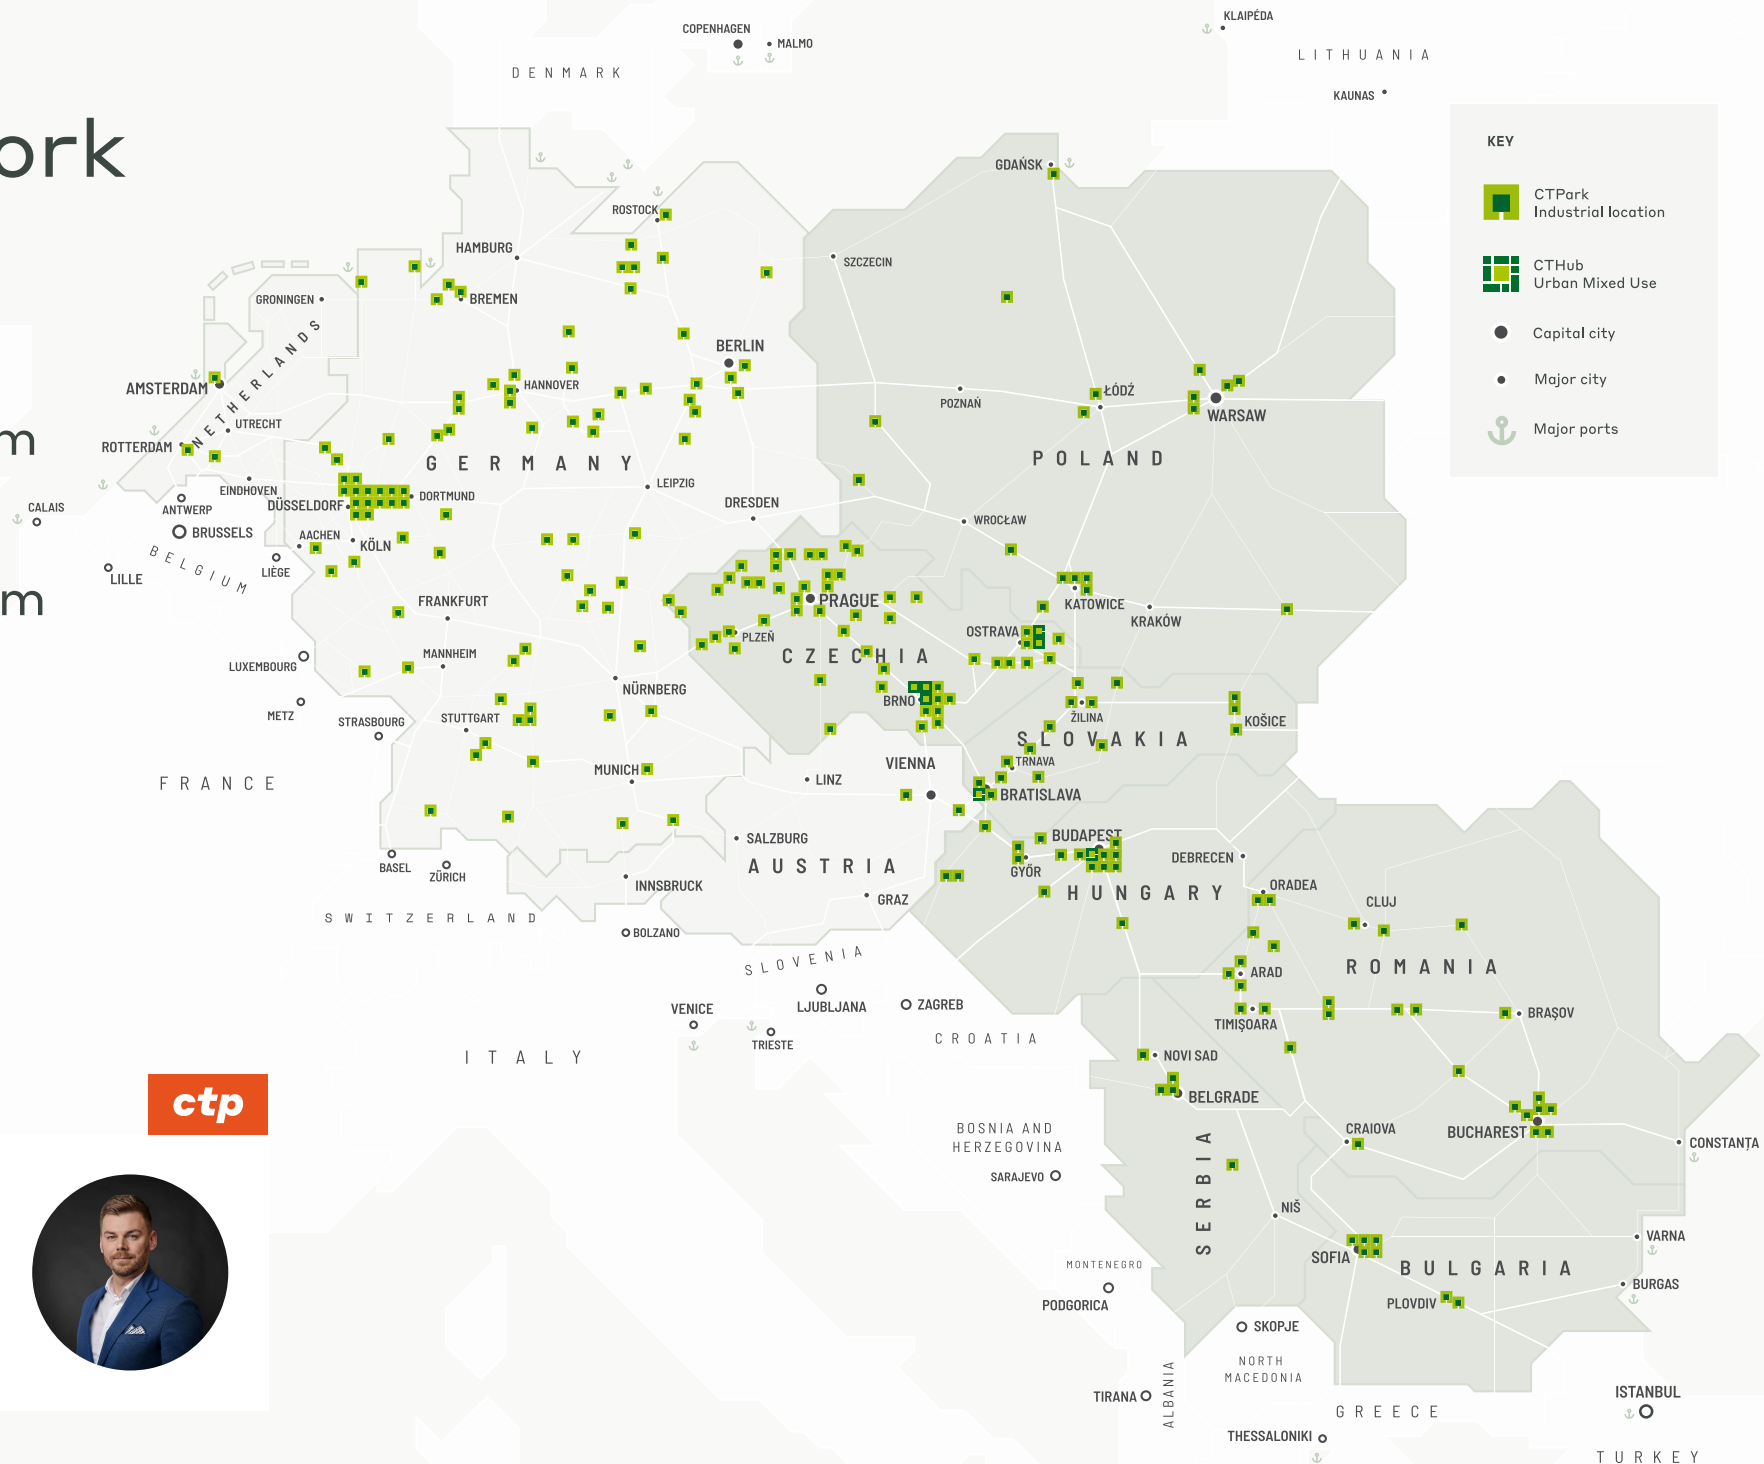 ork
m
m
KEY
CTPark
Industrial location
CTHub
Urban Mixed Use
Capital city
Major city
Major ports
COPENHAGEN
MALMO
KLAIPÉDA
DENMARK
LITHUANIA
KAUNAS
GDAŃSK
ROSTOCK
HAMBURG
SZCZECIN
GRONINGEN
BREMEN
NETHERLANDS
BERLIN
AMSTERDAM
HANNOVER
POZNAŃ
ŁÓDŹ
WARSAW
UTRECHT
ROTTERDAM
GERMANY
POLAND
EINDHOVEN
LEIPZIG
DORTMUND
DÜSSELDORF
ANTWERP
CALAIS
DRESDEN
WROCŁAW
BRUSSELS
AACHEN
KÖLN
BELGIUM
LIÈGE
LILLE
FRANKFURT
PRAGUE
KATOWICE
KRAKÓW
OSTRAVA
PLZEŇ
CZECHIA
LUXEMBOURG
MANNHEIM
NÜRNBERG
BRNO
METZ
STRASBOURG
STUTTGART
ŽILINA
KOŠICE
SLOVAKIA
VIENNA
TRNAVA
MUNICH
LINZ
FRANCE
BRATISLAVA
SALZBURG
BUDAPEST
DEBRECEN
BASEL
ZÜRICH
AUSTRIA
GYŐR
INNSBRUCK
HUNGARY
ORADEA
GRAZ
CLUJ
SWITZERLAND
BOLZANO
SLOVENIA
ROMANIA
ARAD
VENICE
LJUBLJANA
ZAGREB
BRAȘOV
TIMIȘOARA
TRIESTE
CROATIA
ITALY
NOVI SAD
BELGRADE
ctp
BOSNIA AND
HERZEGOVINA
CRAIOVA
BUCHAREST
CONSTANȚA
SARAJEVO
SERBIA
NIŠ
VARNA
SOFIA
BULGARIA
MONTENEGRO
BURGAS
PODGORICA
PLOVDIV
SKOPJE
NORTH
MACEDONIA
ALBANIA
TIRANA
ISTANBUL
GREECE
THESSALONIKI
TURKEY